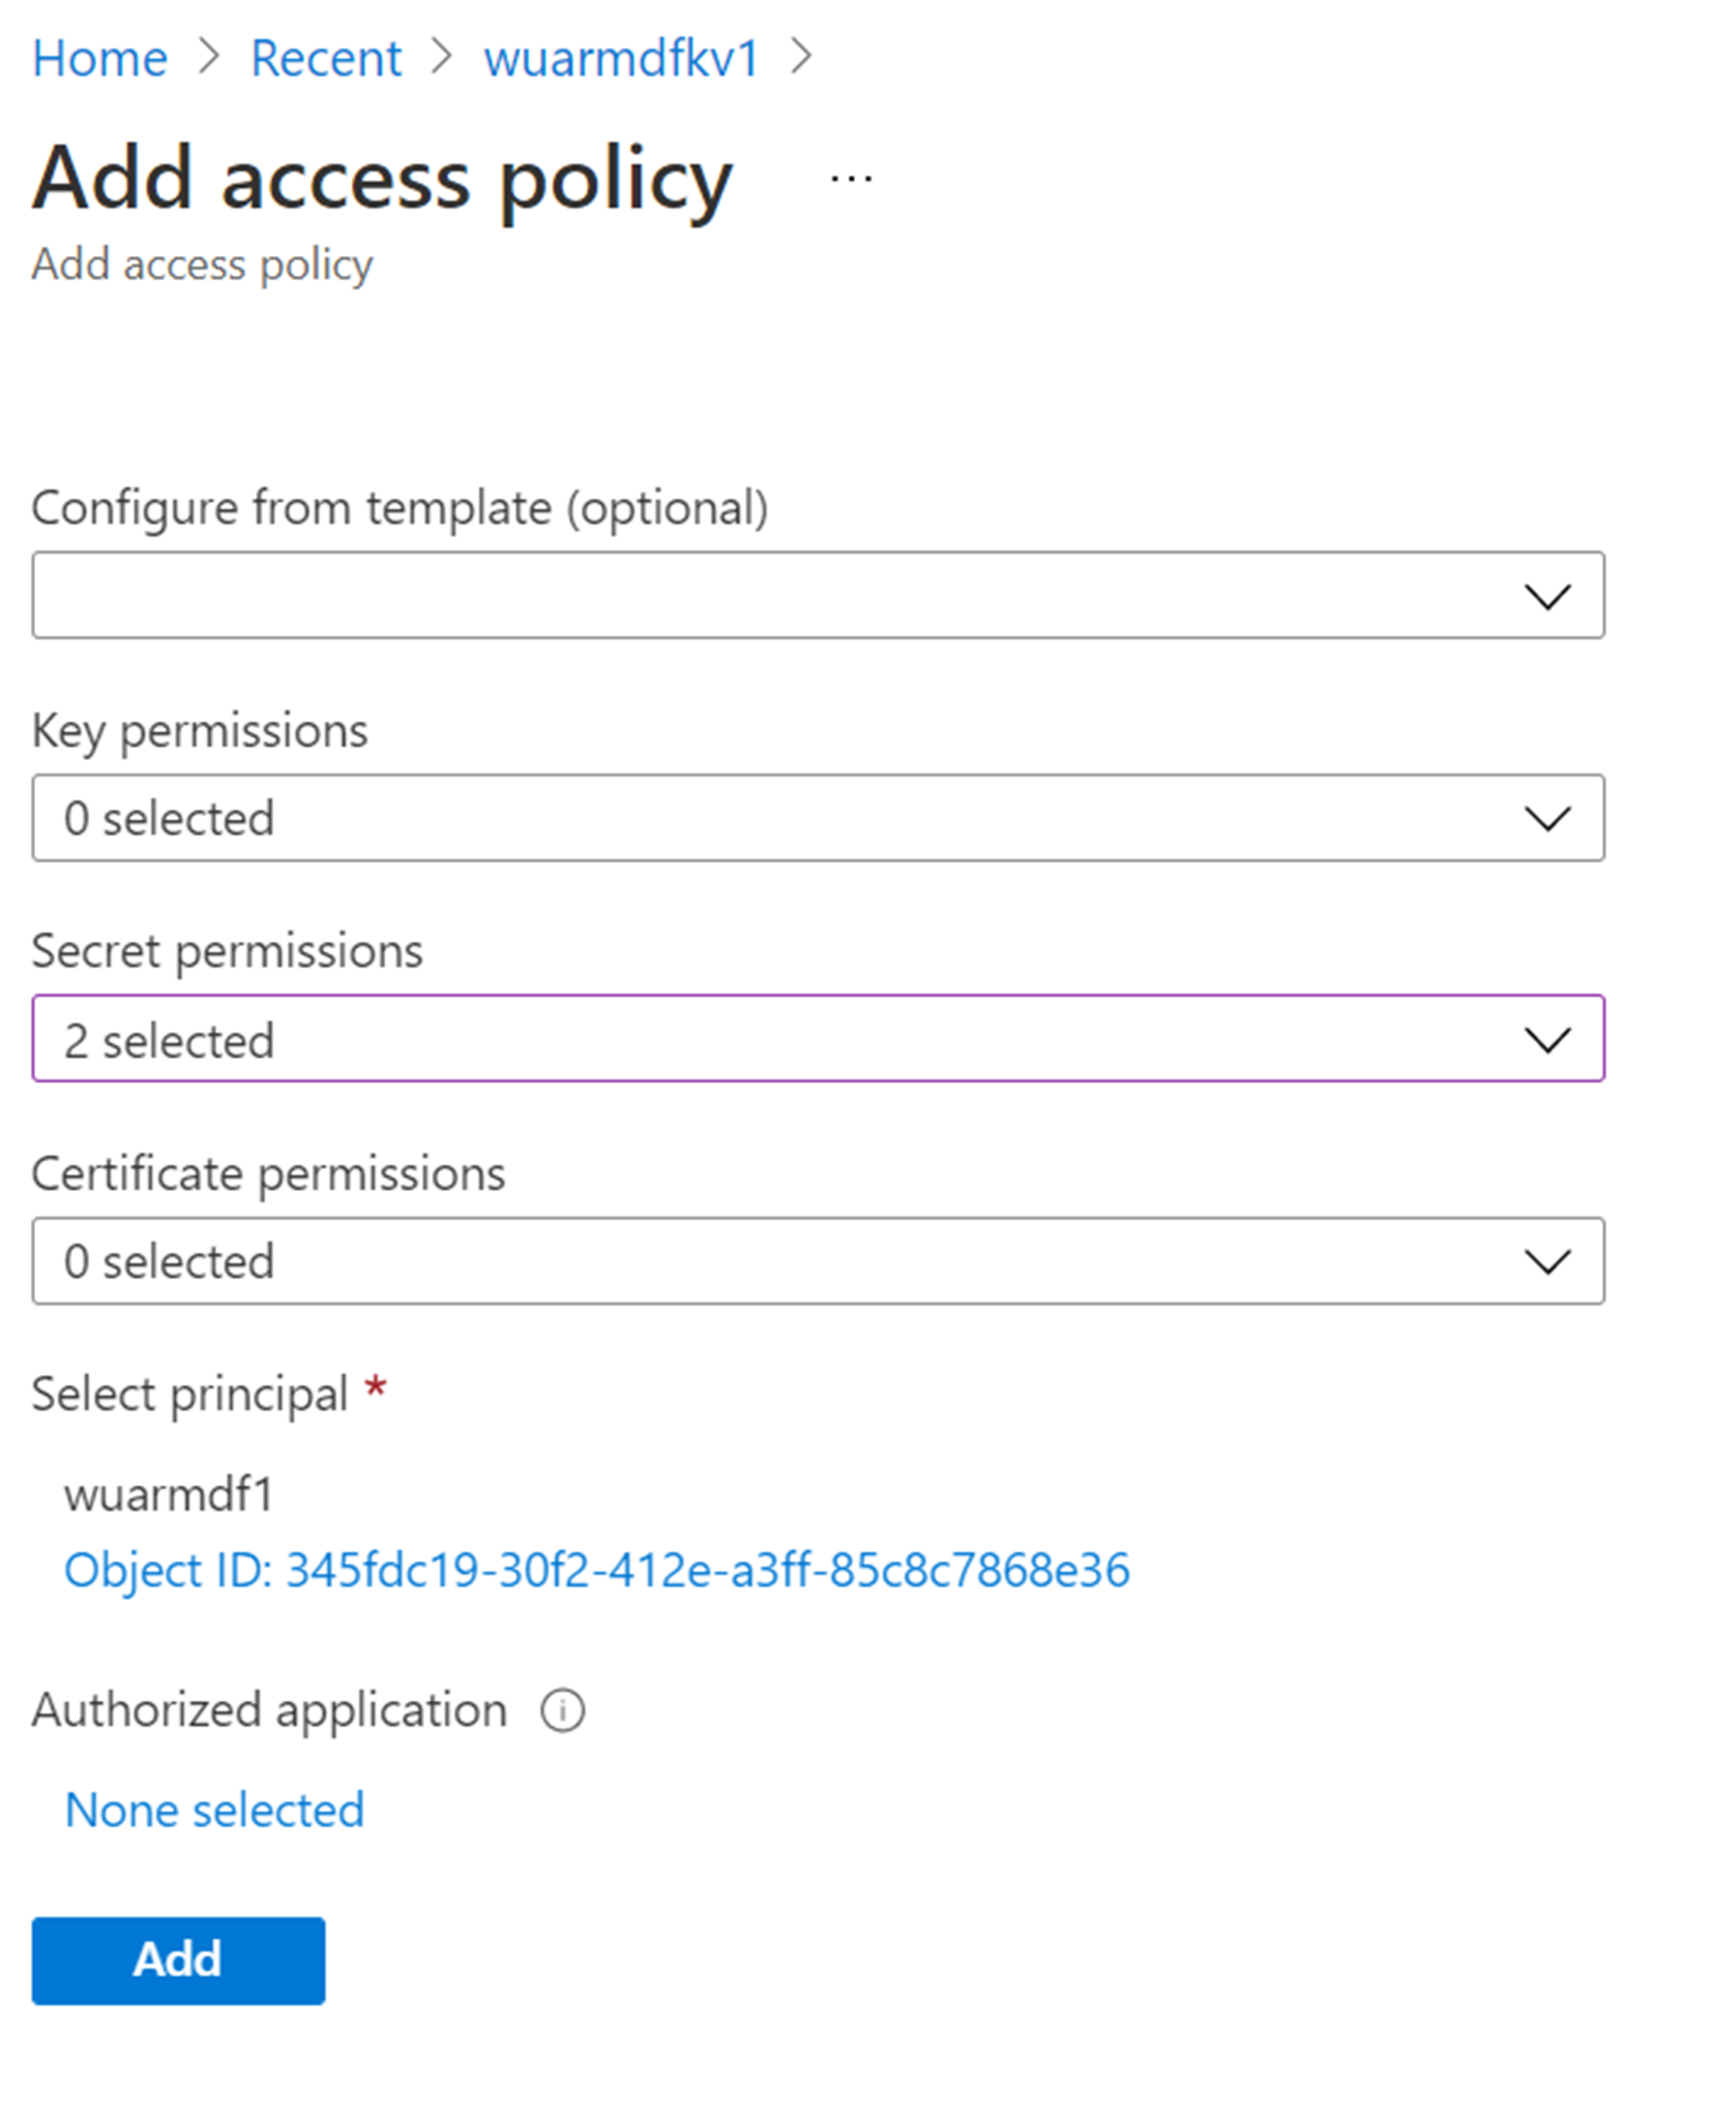 Home > Recent > wuarmdfkv1 >
Add access policy ...
Add access policy
Configure from template (optional)
Key permissions
0 selected
Secret permissions
2 selected
Certificate permissions
0 selected
Select principal *
wuarmdf1
Object ID: 345fdc19-30f2-412e-a3ff-85c8c7868e36
Authorized application
None selected
Add